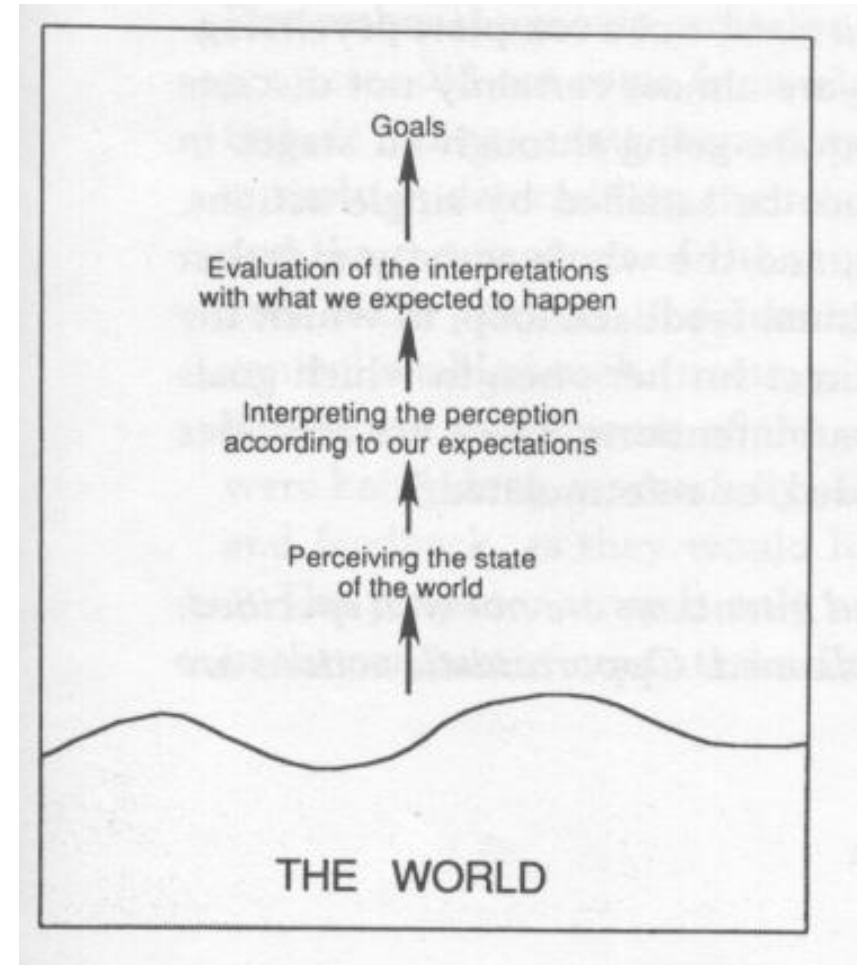 Goals
Evaluation of the interpretations
with what we expected to happen
Interpreting the perception
according to our expectations
Perceiving the state
of the world
THE WORLD